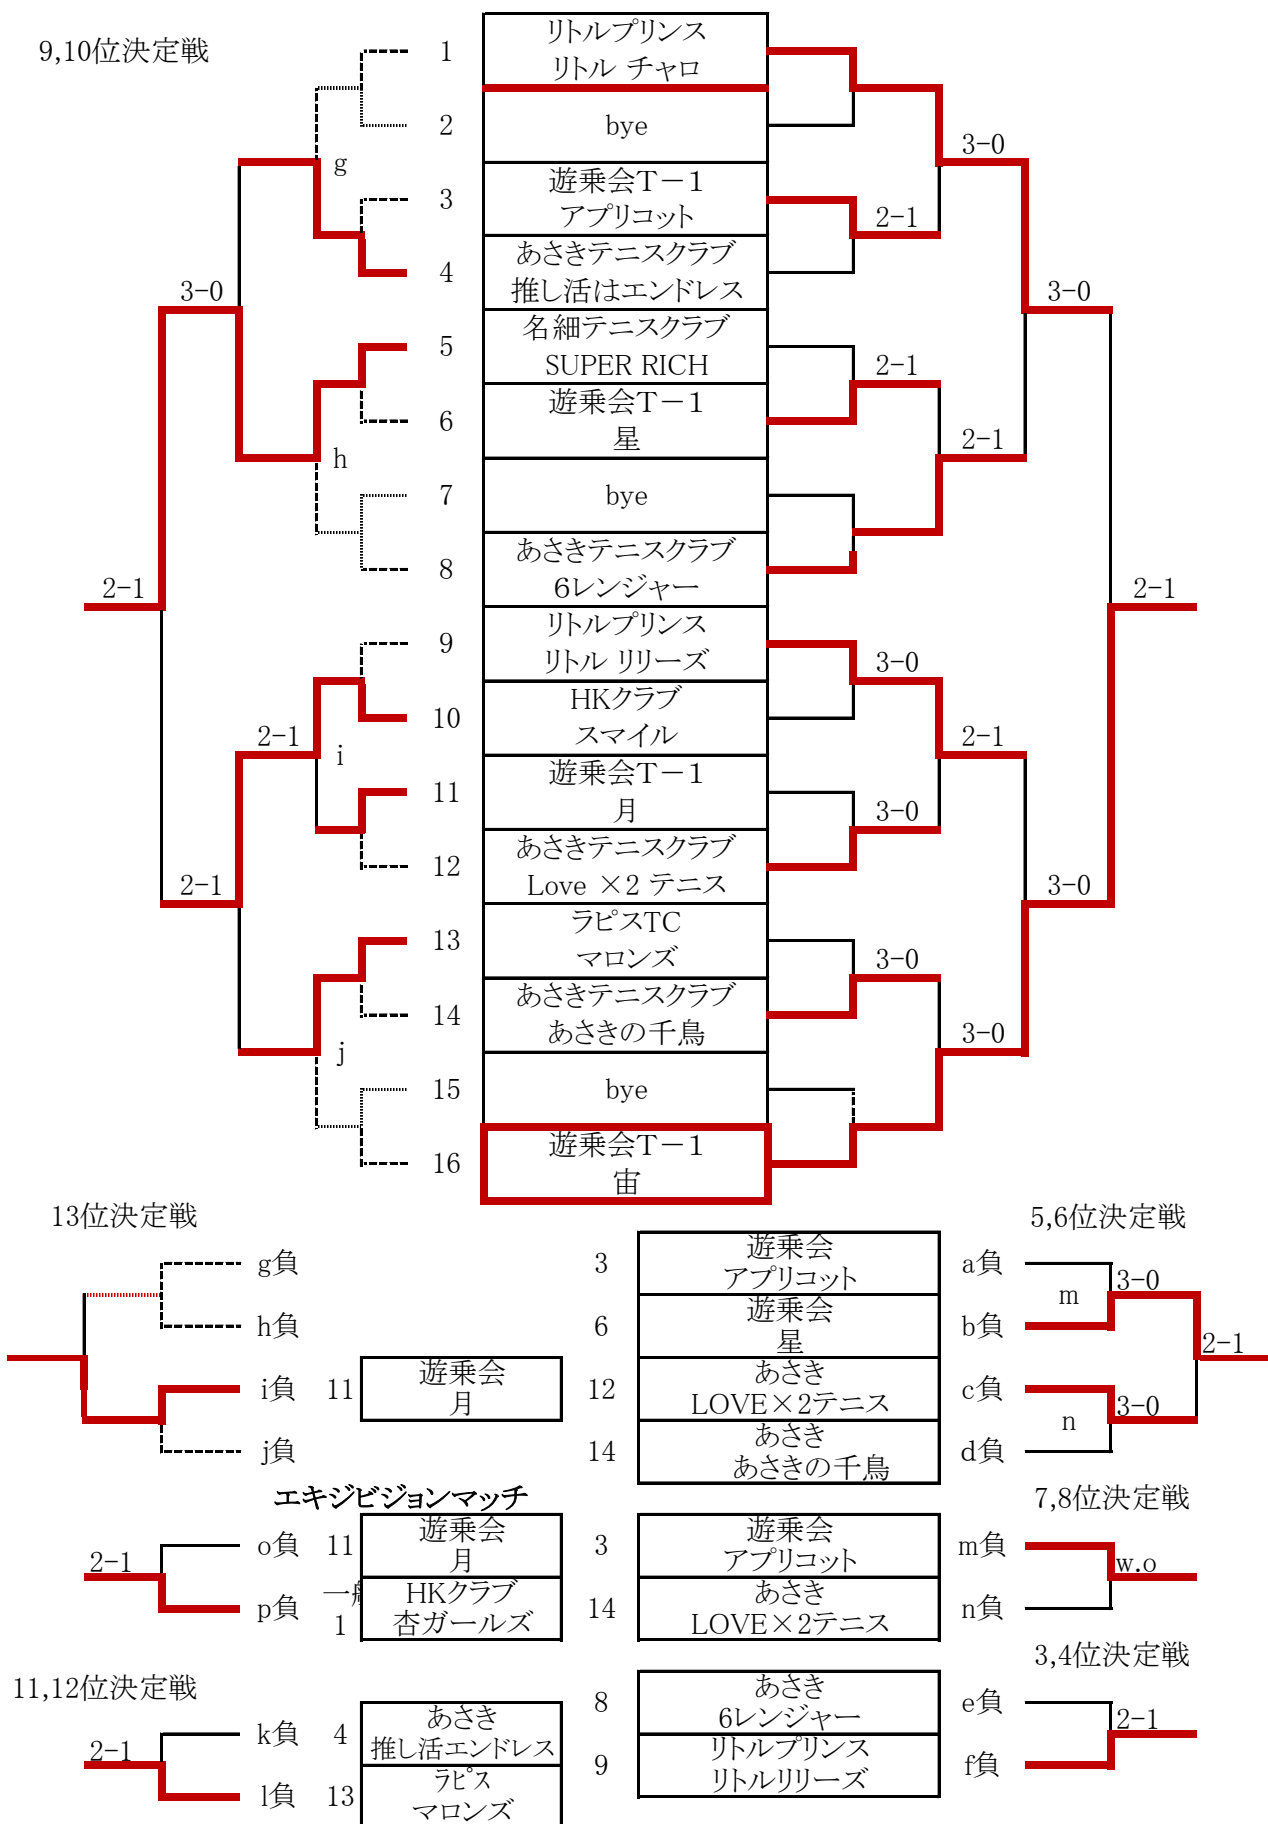 9,10位決定戦
1
リトルプリンス
リトル チャロ
2
bye
3-0
g
3
遊乗会T－1
アプリコット
2-1
4
あさきテニスクラブ
推し活はエンドレス
3-0
3-0
5
名細テニスクラブ
SUPER RICH
2-1
6
遊乗会T－1
星
2-1
h
7
bye
8
あさきテニスクラブ
6レンジャー
2-1
2-1
9
リトルプリンス
リトル リリーズ
3-0
10
HKクラブ
スマイル
2-1
i
2-1
11
遊乗会T－1
月
3-0
12
あさきテニスクラブ
Love ×2 テニス
2-1
3-0
13
ラピスTC
マロンズ
3-0
14
あさきテニスクラブ
あさきの千鳥
3-0
j
15
bye
16
遊乗会T－1
宙
13位決定戦
g負
h負
i負
11
遊乗会
月
j負
5,6位決定戦
3
遊乗会
アプリコット
a負
3-0
m
6
遊乗会
星
b負
2-1
12
あさき
LOVE×2テニス
c負
3-0
n
14
あさき
あさきの千鳥
d負
エキジビジョンマッチ
o負
11
遊乗会
月
2-1
p負
一般
1
HKクラブ
杏ガールズ
7,8位決定戦
3
遊乗会
アプリコット
m負
w.o
14
あさき
LOVE×2テニス
n負
11,12位決定戦
k負
4
あさき
推し活エンドレス
2-1
l負
13
ラピス
マロンズ
3,4位決定戦
8
あさき
6レンジャー
e負
2-1
9
リトルプリンス
リトルリリーズ
f負